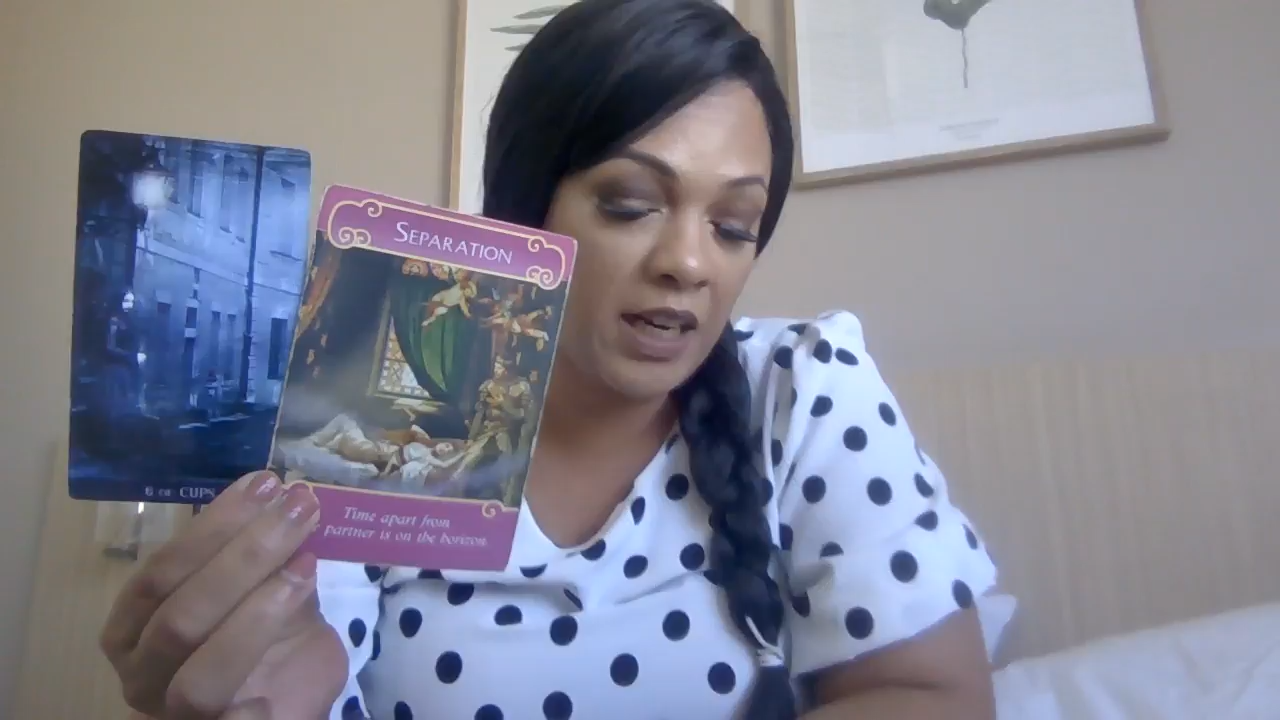 6 OF CUPS
SEPARATION
Time apart from
partner is on the horizon.